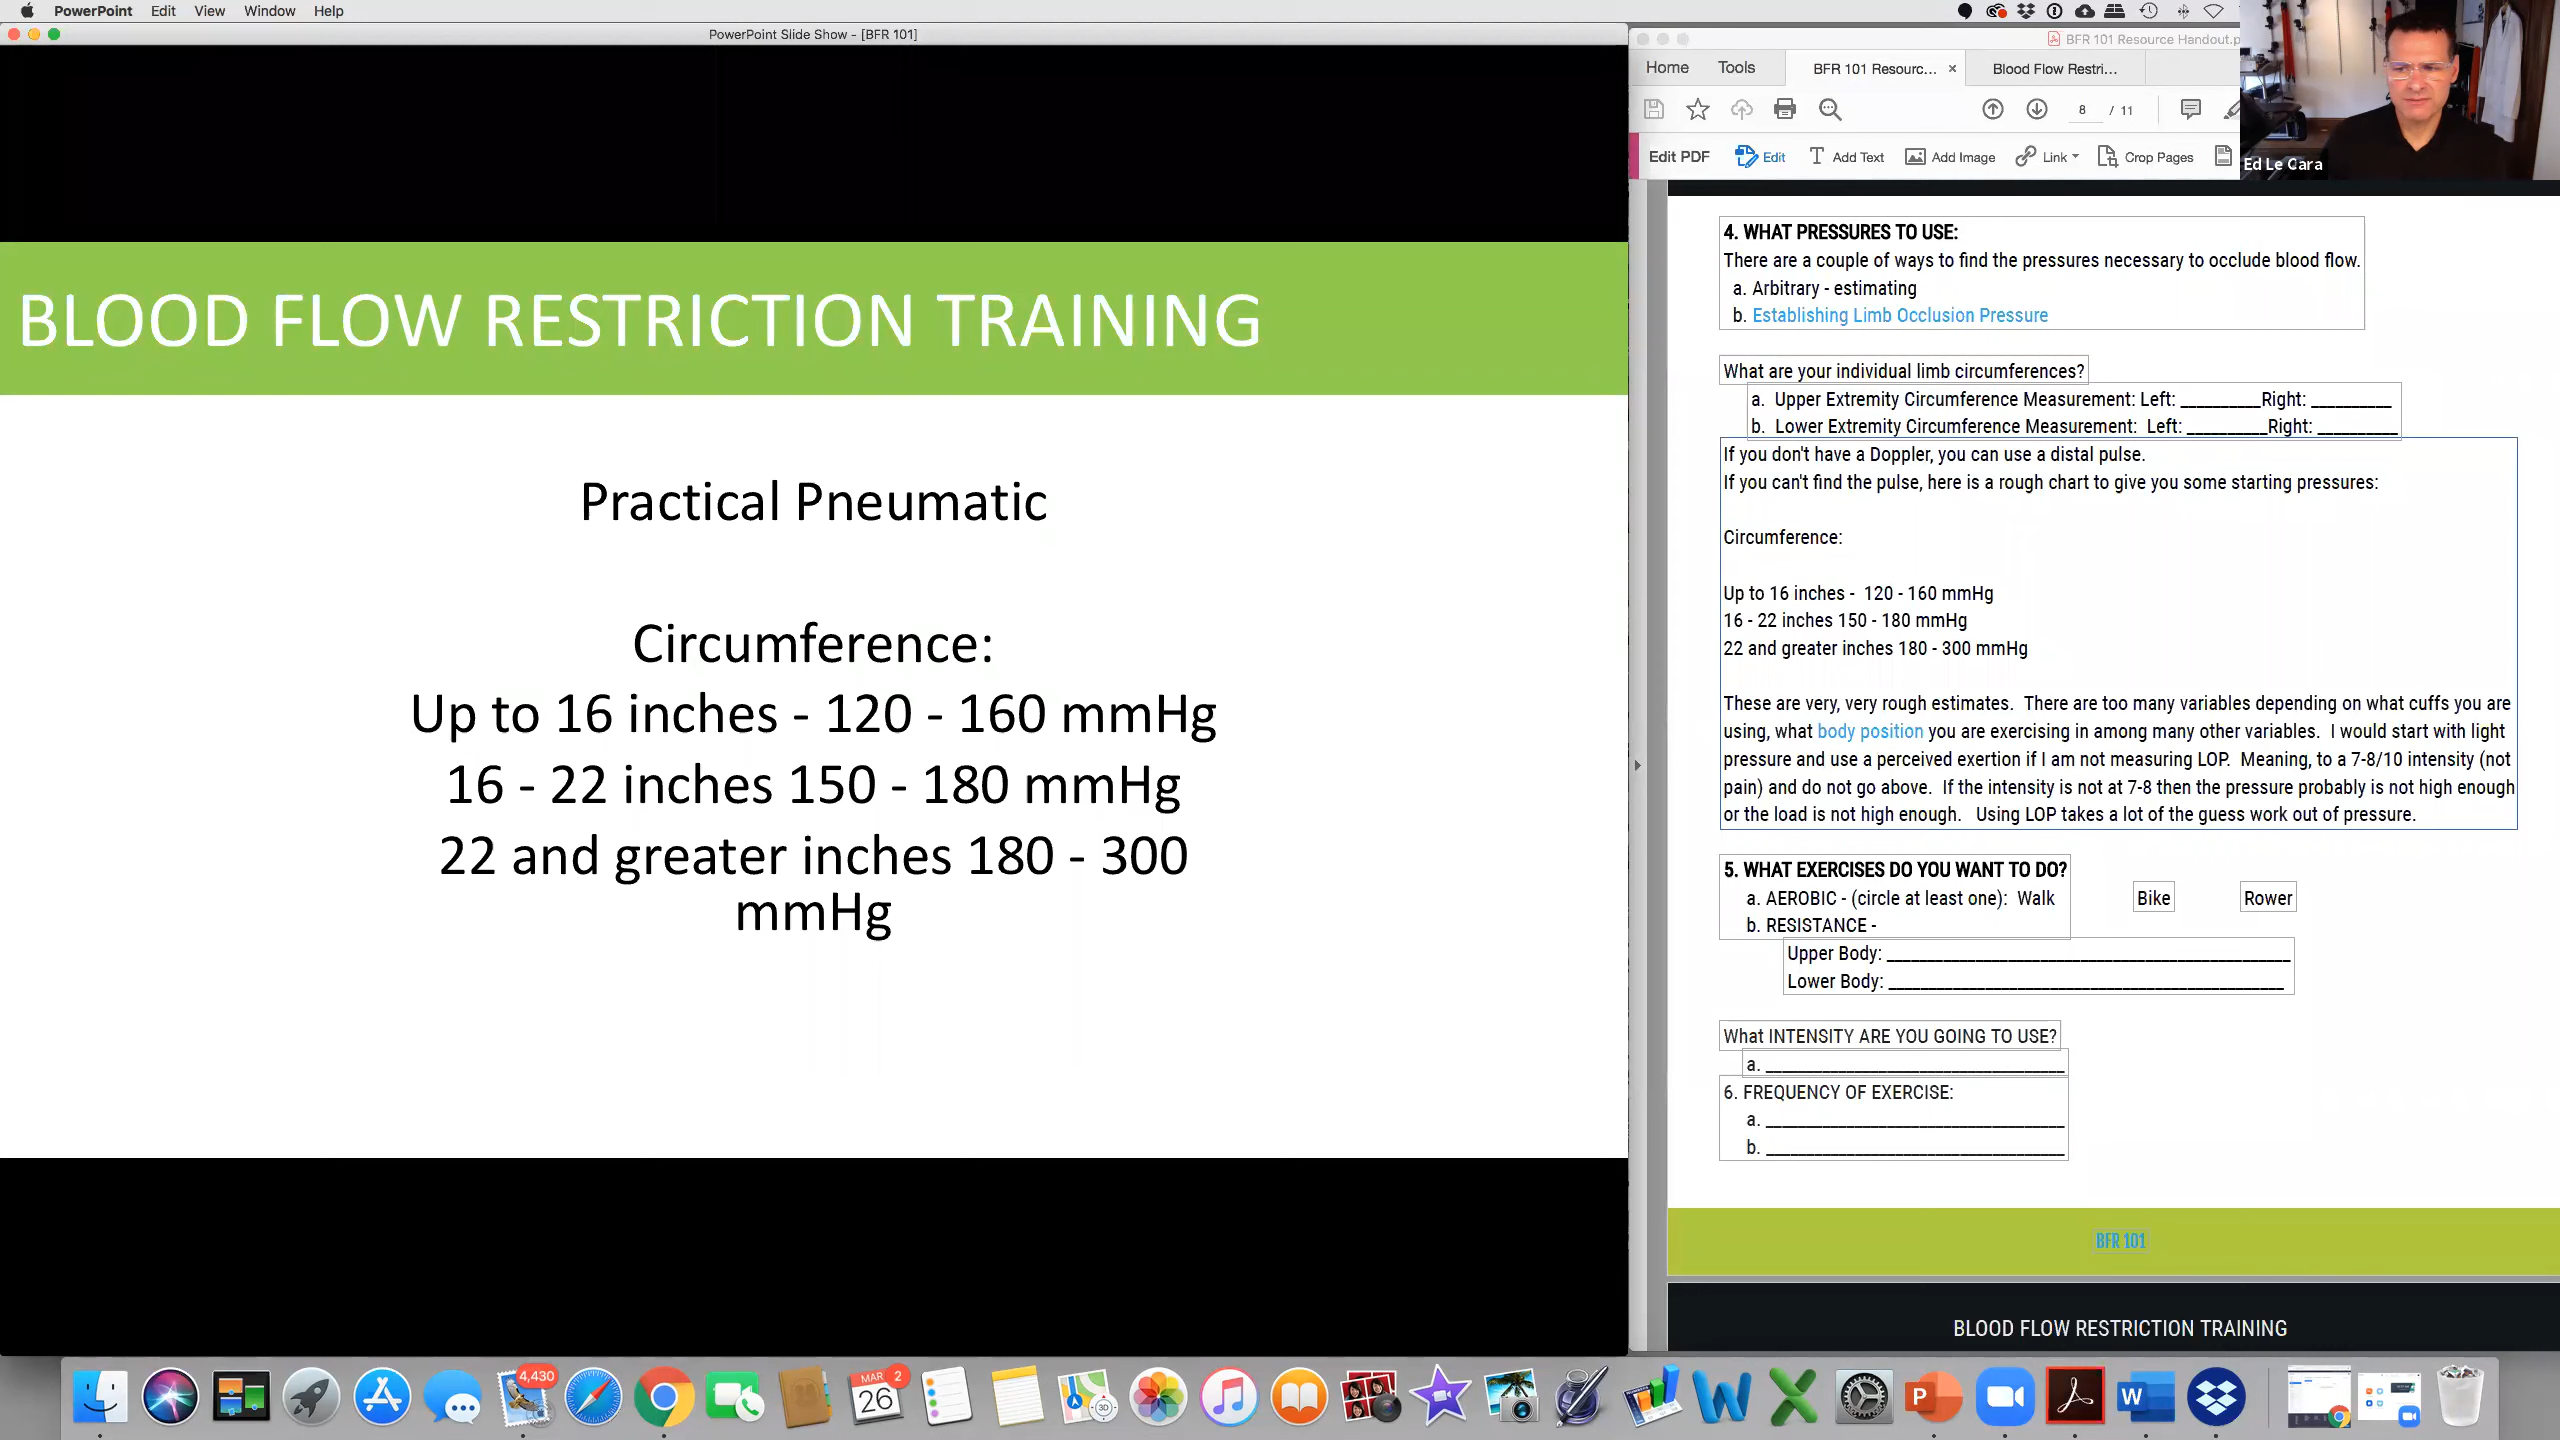 PowerPoint Edit View Window Help
PowerPoint Slide Show - [BFR 101]
BLOOD FLOW RESTRICTION TRAINING
Practical Pneumatic
Circumference:
Up to 16 inches - 120 - 160 mmHg
16 - 22 inches 150 - 180 mmHg
22 and greater inches 180 - 300
mmHg
BFR 101 Resource Handout.p
Home Tools BFR 101 Resourc... × Blood Flow Restri...
8 / 11
Edit PDF Edit Add Text Add Image Link Crop Pages
Ed Le Cara
4. WHAT PRESSURES TO USE:
There are a couple of ways to find the pressures necessary to occlude blood flow.
a. Arbitrary - estimating
b. Establishing Limb Occlusion Pressure
What are your individual limb circumferences?
a. Upper Extremity Circumference Measurement: Left: __________Right: __________
b. Lower Extremity Circumference Measurement: Left: __________Right: __________
If you don't have a Doppler, you can use a distal pulse.
If you can't find the pulse, here is a rough chart to give you some starting pressures:
Circumference:
Up to 16 inches - 120 - 160 mmHg
16 - 22 inches 150 - 180 mmHg
22 and greater inches 180 - 300 mmHg
These are very, very rough estimates. There are too many variables depending on what cuffs you are
using, what body position you are exercising in among many other variables. I would start with light
pressure and use a perceived exertion if I am not measuring LOP. Meaning, to a 7-8/10 intensity (not
pain) and do not go above. If the intensity is not at 7-8 then the pressure probably is not high enough
or the load is not high enough. Using LOP takes a lot of the guess work out of pressure.
5. WHAT EXERCISES DO YOU WANT TO DO?
a. AEROBIC - (circle at least one): Walk Bike Rower
b. RESISTANCE -
Upper Body: ____________________
Lower Body: ____________________
What INTENSITY ARE YOU GOING TO USE?
a. ____________________
6. FREQUENCY OF EXERCISE:
a. ____________________
b. ____________________
BFR 101
BLOOD FLOW RESTRICTION TRAINING
4,430
MAR 2
26
3D